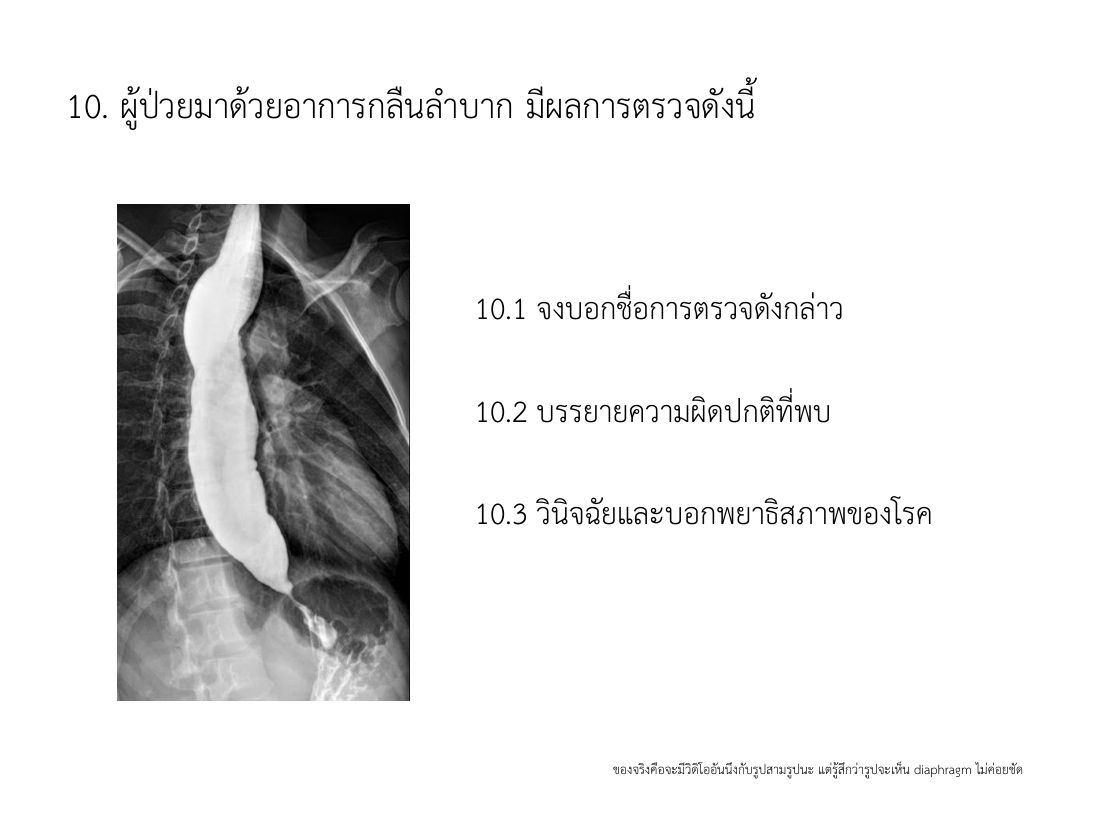 10. ผู้ป่วยมาด้วยอาการกลืนลำบาก มีผลการตรวจดังนี้
10.1 จงบอกชื่อการตรวจดังกล่าว
10.2 บรรยายความผิดปกติที่พบ
10.3 วินิจฉัยและบอกพยาธิสภาพของโรค
ของจริงคือจะมีวิดิโออันนึงกับรูปสามรูปนะ แต่รู้สึกว่ารูปจะเห็น diaphragm ไม่ค่อยชัด